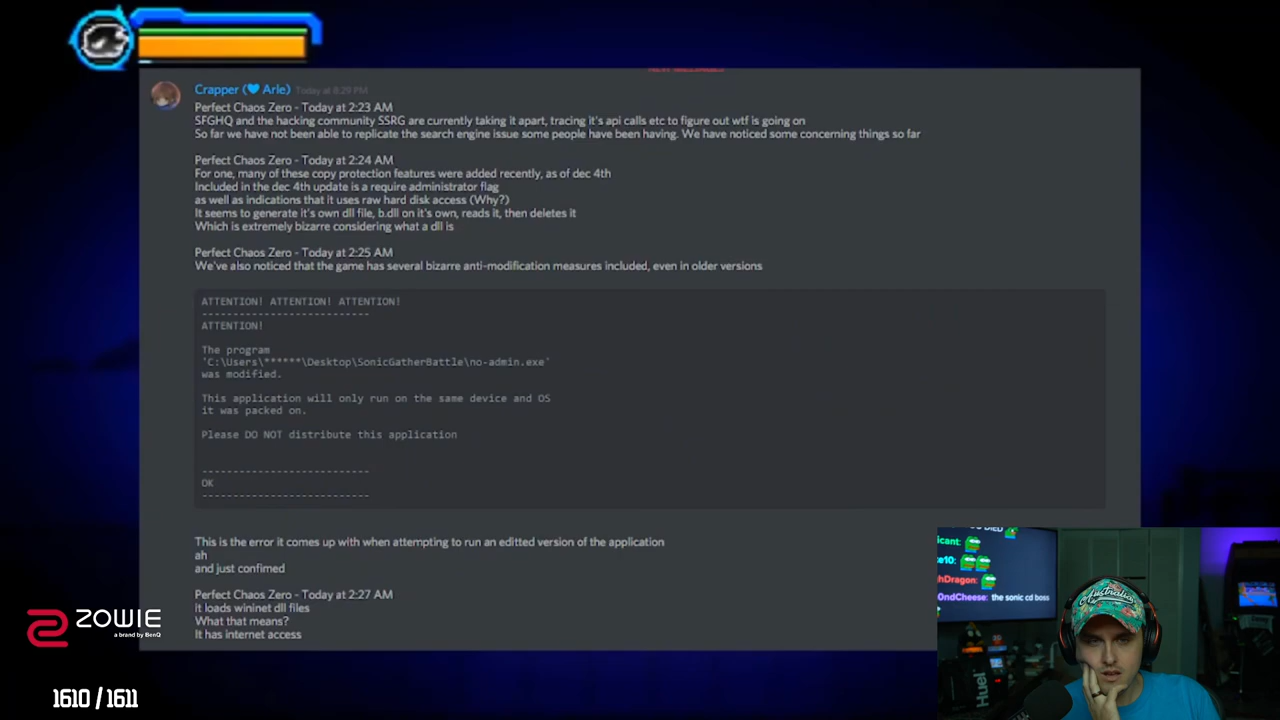 Crapper (💙 Arle) Today at 8:29 PM
Perfect Chaos Zero - Today at 2:23 AM
SFGHQ and the hacking community SSRG are currently taking it apart, tracing it's api calls etc to figure out wtf is going on
So far we have not been able to replicate the search engine issue some people have been having. We have noticed some concerning things so far
Perfect Chaos Zero - Today at 2:24 AM
For one, many of these copy protection features were added recently, as of dec 4th
Included in the dec 4th update is a require administrator flag
as well as indications that it uses raw hard disk access (Why?)
It seems to generate it's own dll file, b.dll on it's own, reads it, then deletes it
Which is extremely bizarre considering what a dll is
Perfect Chaos Zero - Today at 2:25 AM
We've also noticed that the game has several bizarre anti-modification measures included, even in older versions
ATTENTION! ATTENTION! ATTENTION!
---------------------------
ATTENTION!
The program
'C:\Users\******\Desktop\SonicGatherBattle\no-admin.exe'
was modified.
This application will only run on the same device and OS
it was packed on.
Please DO NOT distribute this application
---------------------------
OK
---------------------------
This is the error it comes up with when attempting to run an editted version of the application
ah
and just confimed
Perfect Chaos Zero - Today at 2:27 AM
it loads wininet dll files
What that means?
It has internet access
ZOWIE
a brand by BenQ
1610 / 1611
icant:
e10:
hDragon:
0ndCheese: the sonic cd boss
Australia
Huel